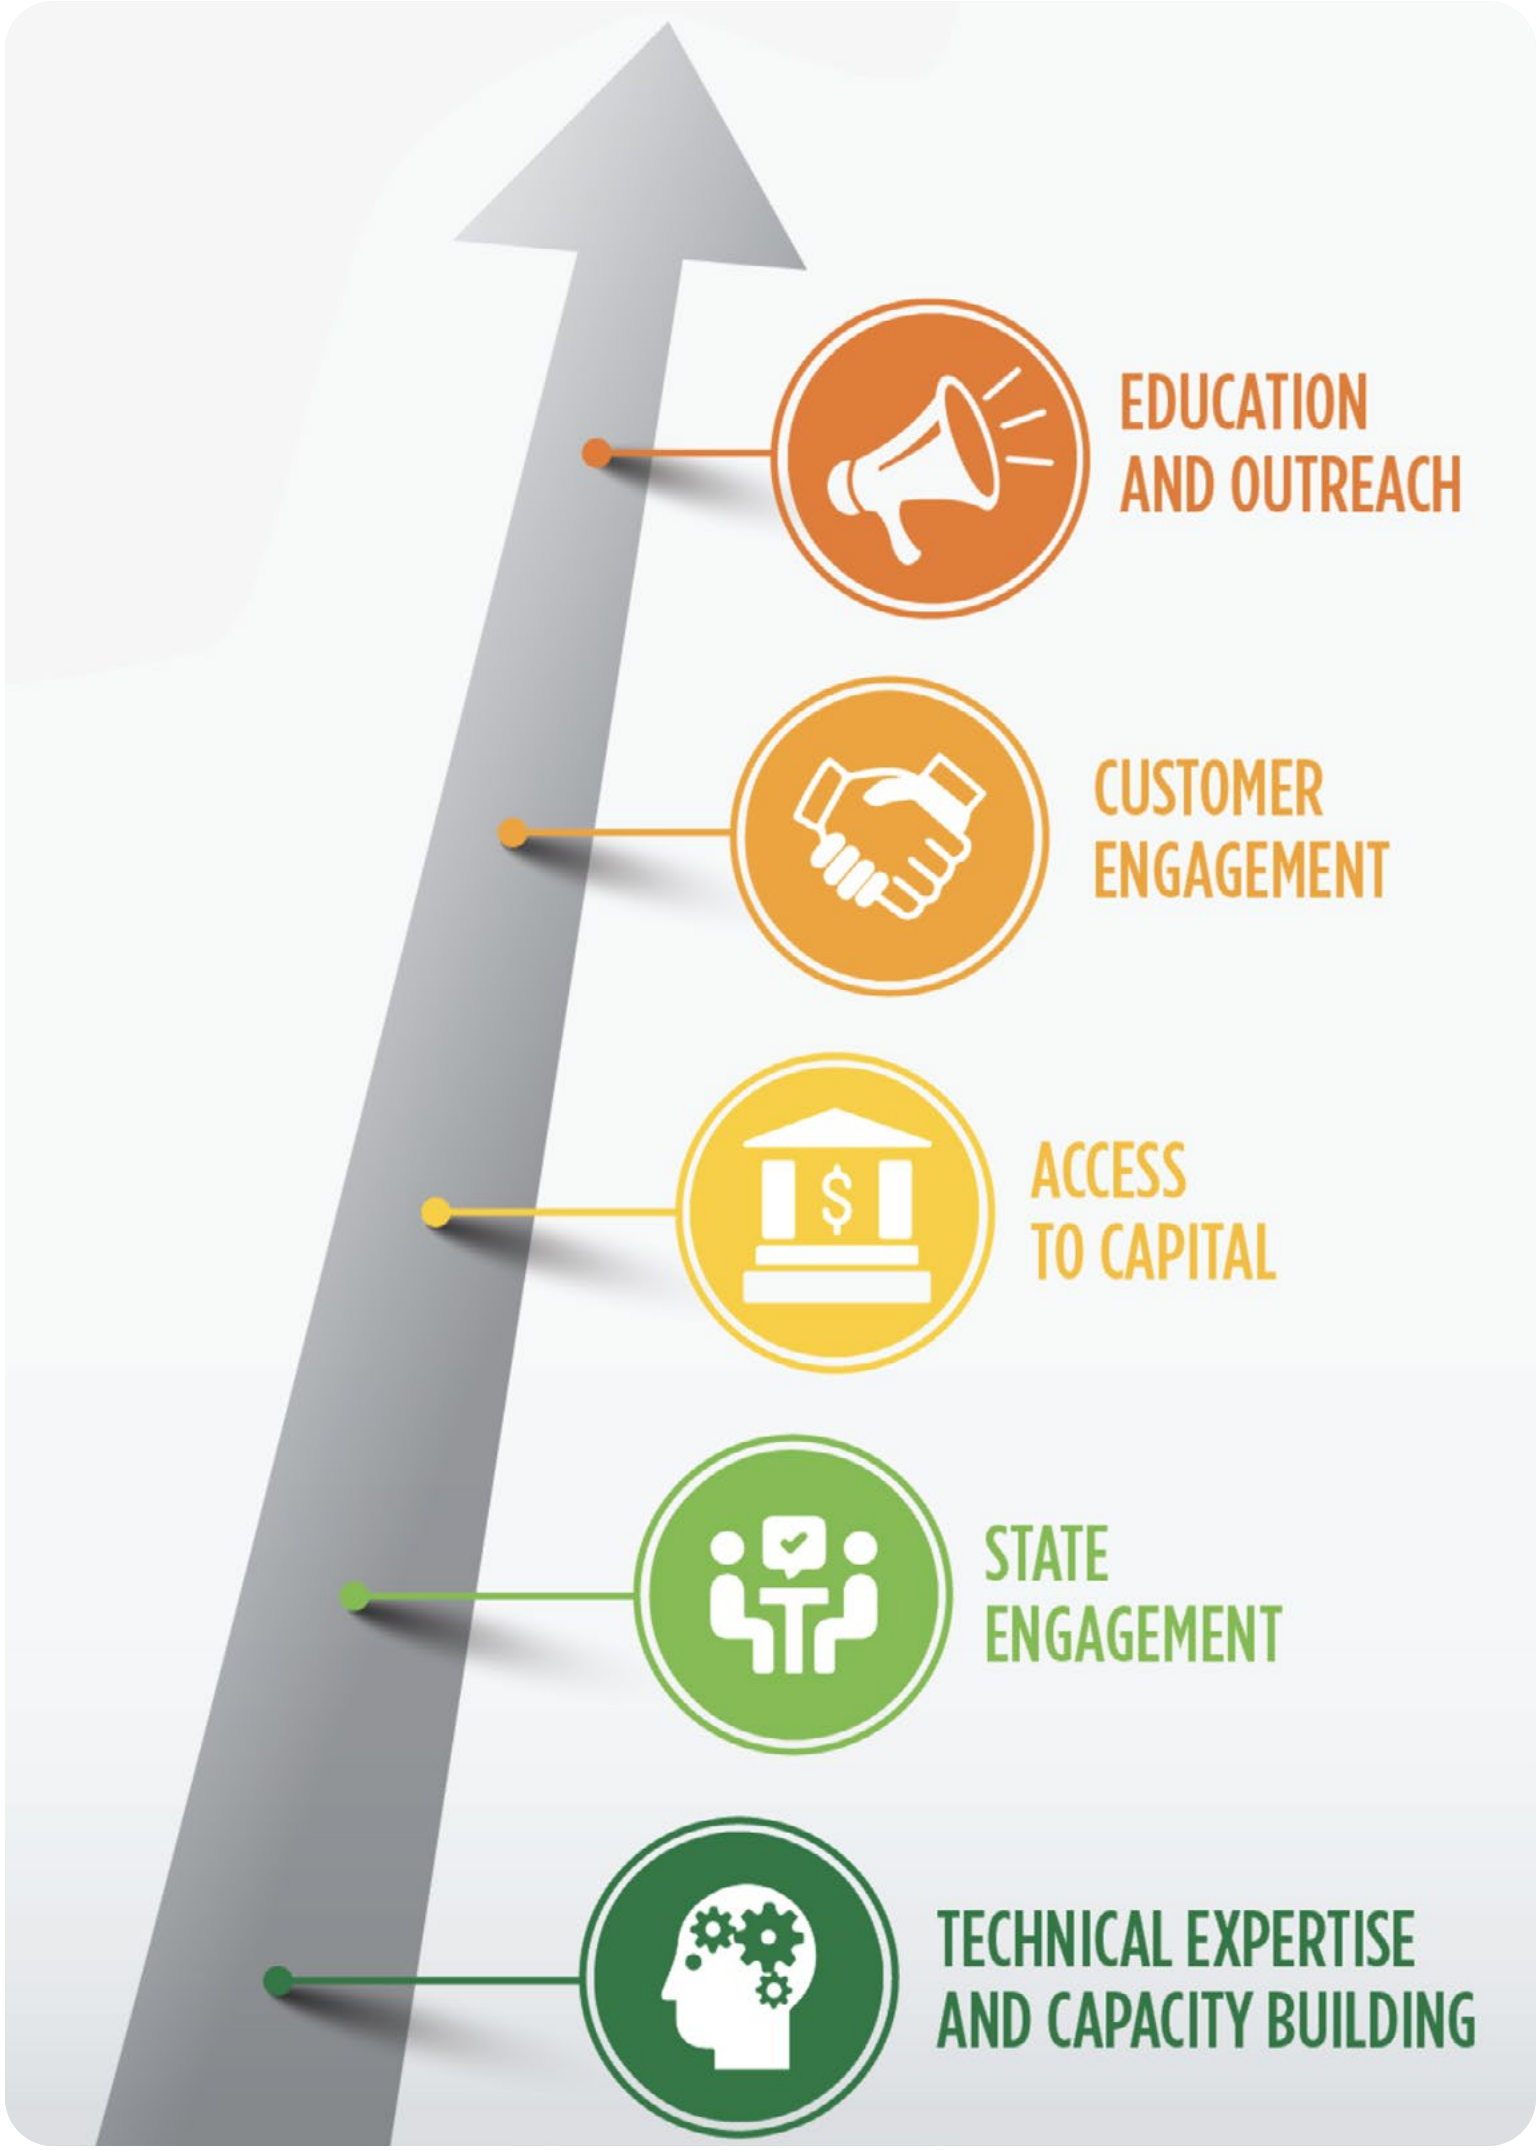 EDUCATION
AND OUTREACH
CUSTOMER
ENGAGEMENT
$
ACCESS
TO CAPITAL
STATE
ENGAGEMENT
TECHNICAL EXPERTISE
AND CAPACITY BUILDING